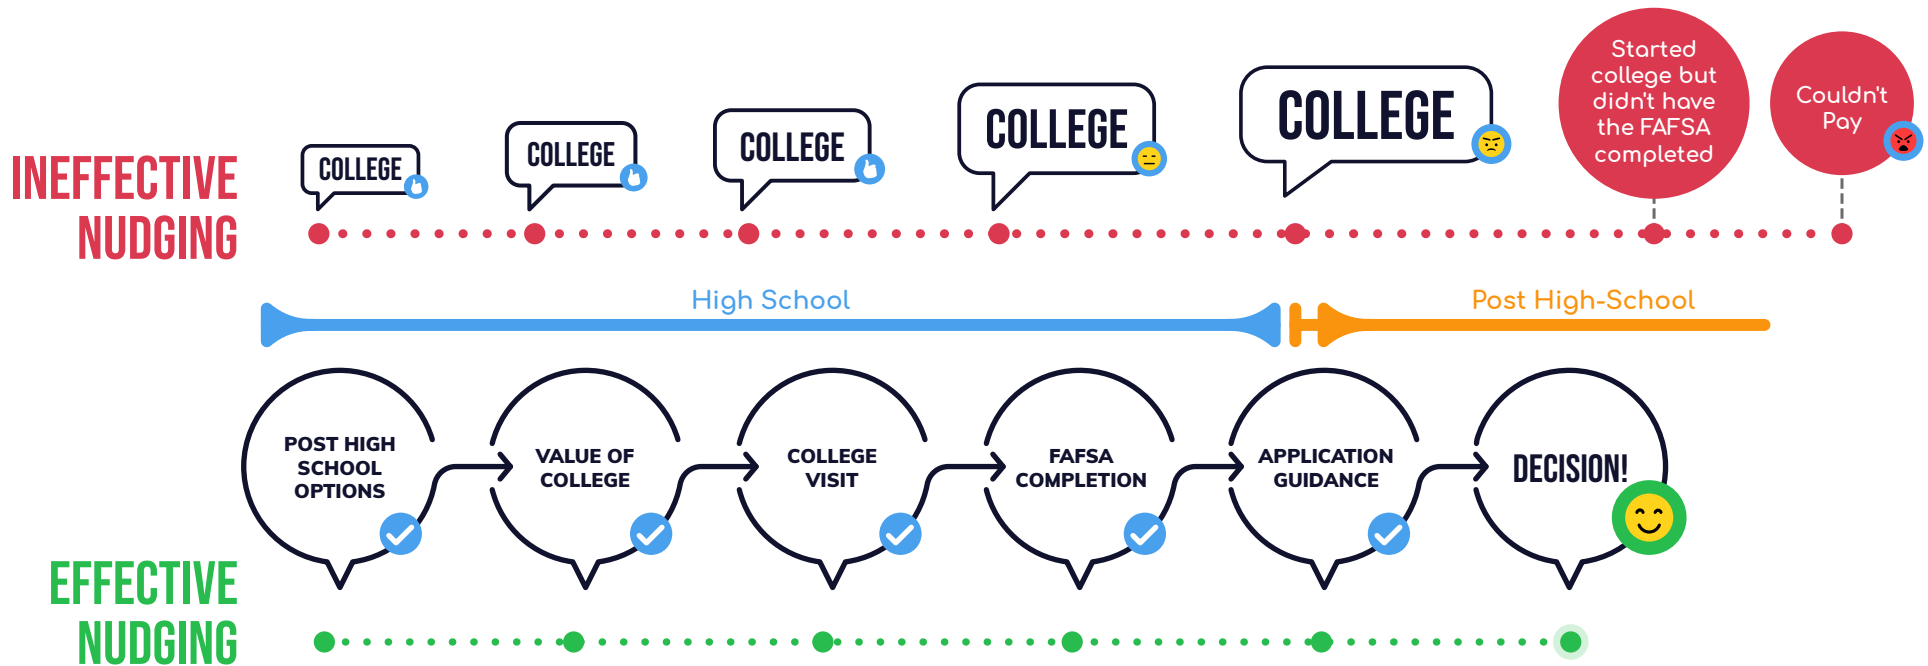 INEFFECTIVE
NUDGING
COLLEGE
COLLEGE
COLLEGE
COLLEGE
COLLEGE
Started
college but
didn't have
the FAFSA
completed
Couldn't
Pay
High School
Post High-School
POST HIGH
SCHOOL
OPTIONS
VALUE OF
COLLEGE
COLLEGE
VISIT
FAFSA
COMPLETION
APPLICATION
GUIDANCE
DECISION!
EFFECTIVE
NUDGING